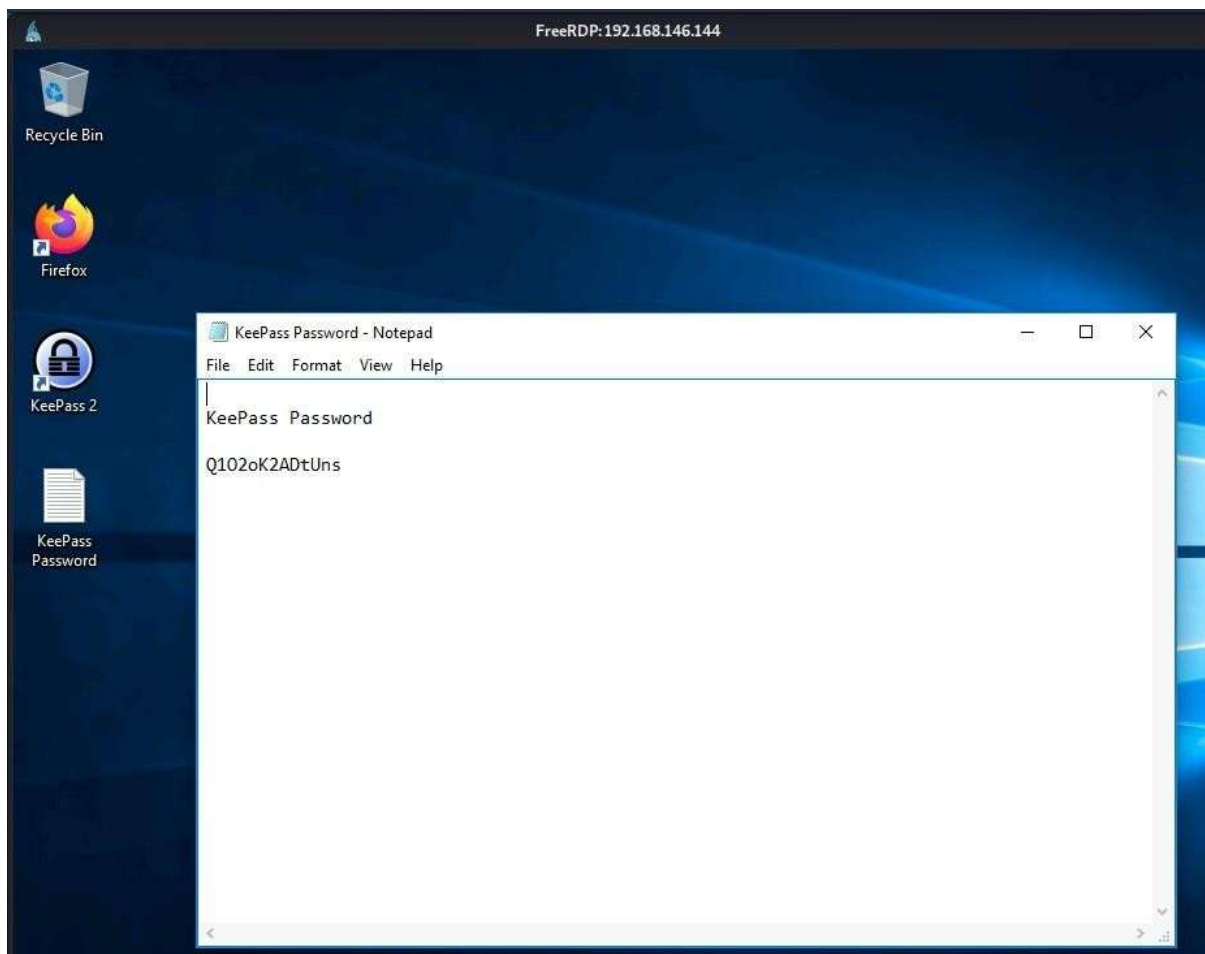 FreeRDP: 192.168.146.144
Recycle Bin
Firefox
KeePass 2
KeePass
Password
KeePass Password - Notepad
File Edit Format View Help
KeePass Password
Q1O2oK2ADtUns